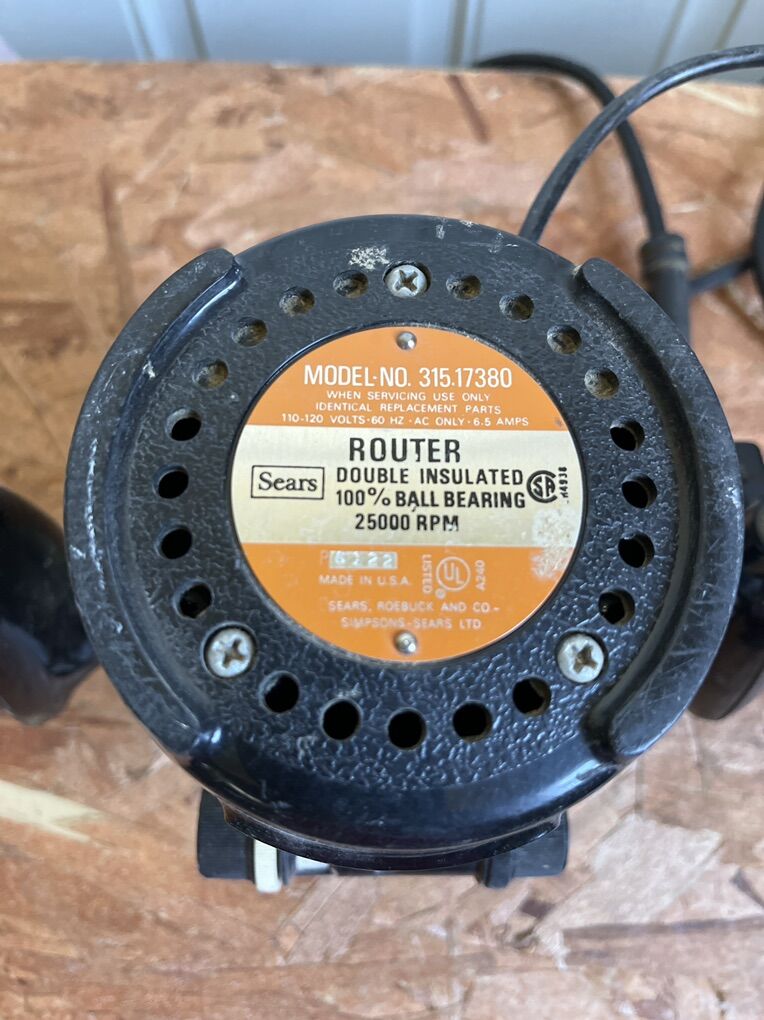 MODEL-NO. 315.17380
WHEN SERVICING USE ONLY
IDENTICAL REPLACEMENT PARTS
110-120 VOLTS·60 HZ·AC ONLY·6.5 AMPS
ROUTER
Sears
DOUBLE INSULATED
100% BALL BEARING
25000 RPM
SA
MADE IN U.S.A.
LISTED
UL
A240
SEARS, ROEBUCK AND CO-
SIMPSONS-SEARS LTD